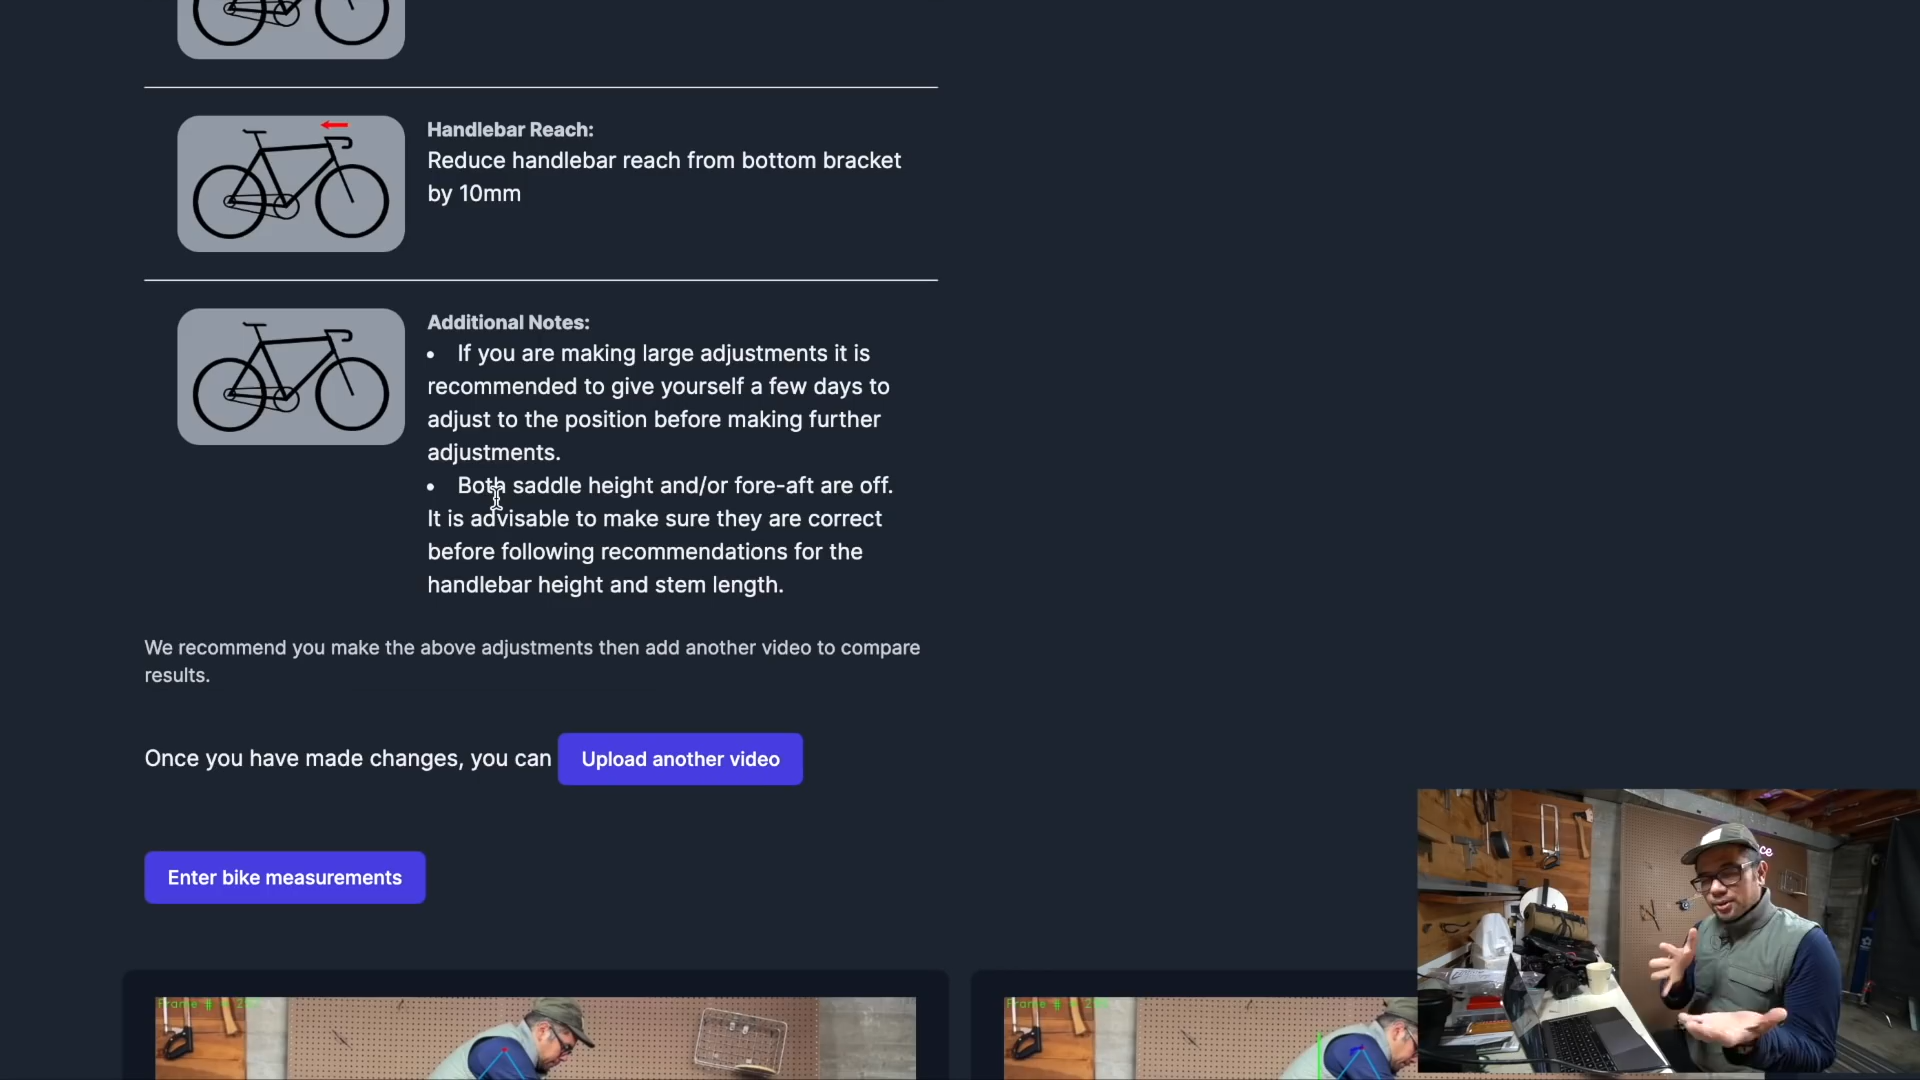 Handlebar Reach:
Reduce handlebar reach from bottom bracket
by 10mm
Additional Notes:
• If you are making large adjustments it is
recommended to give yourself a few days to
adjust to the position before making further
adjustments.
• Both saddle height and/or fore-aft are off.
It is advisable to make sure they are correct
before following recommendations for the
handlebar height and stem length.
We recommend you make the above adjustments then add another video to compare
results.
Once you have made changes, you can
Upload another video
Enter bike measurements